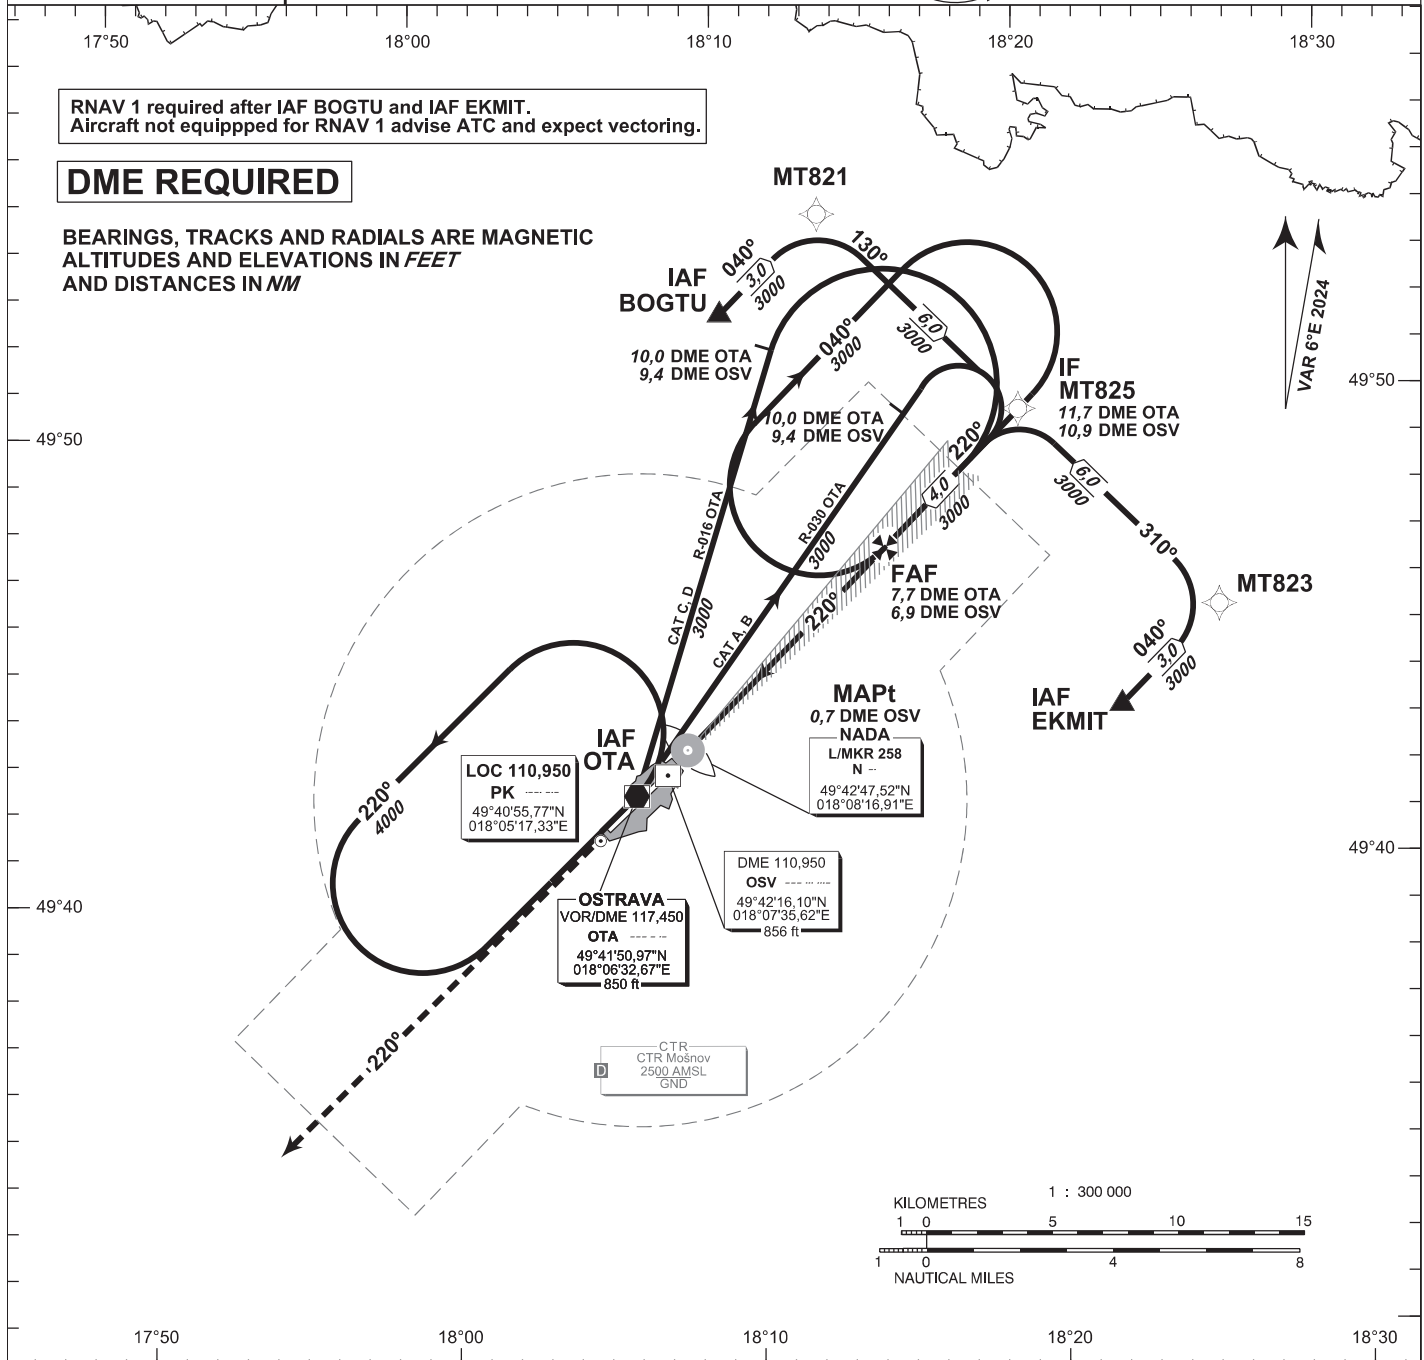 17°50' 18°00' 18°10' 18°20' 18°30'
RNAV 1 required after IAF BOGTU and IAF EKMIT.
Aircraft not equippped for RNAV 1 advise ATC and expect vectoring.
DME REQUIRED
BEARINGS, TRACKS AND RADIALS ARE MAGNETIC
ALTITUDES AND ELEVATIONS IN FEET
AND DISTANCES IN NM
MT821
040°
3,0
3000
130°
IAF
BOGTU
6,0
3000
040°
3000
VAR 6°E 2024
10,0 DME OTA
9,4 DME OSV
IF
MT825
11,7 DME OTA
10,9 DME OSV
49°50'
10,0 DME OTA
9,4 DME OSV
49°50'
220°
4,0
3000
6,0
3000
310°
R-016 OTA
CAT C, D
3000
R-030 OTA
3000
CAT A, B
FAF
7,7 DME OTA
6,9 DME OSV
220°
MT823
040°
3,0
3000
IAF
EKMIT
MAPt
0,7 DME OSV
NADA
L/MKR 258
N -·
49°42'47,52"N
018°08'16,91"E
IAF
OTA
LOC 110,950
PK
49°40'55,77"N
018°05'17,33"E
220°
4000
49°40'
DME 110,950
OSV
49°42'16,10"N
018°07'35,62"E
856 ft
49°40'
OSTRAVA
VOR/DME 117,450
OTA
49°41'50,97"N
018°06'32,67"E
850 ft
220°
CTR
CTR Mošnov
D
2500 AMSL
GND
1 : 300 000
KILOMETRES
1 0 5 10 15
1 0 4 8
NAUTICAL MILES
17°50' 18°00' 18°10' 18°20' 18°30'